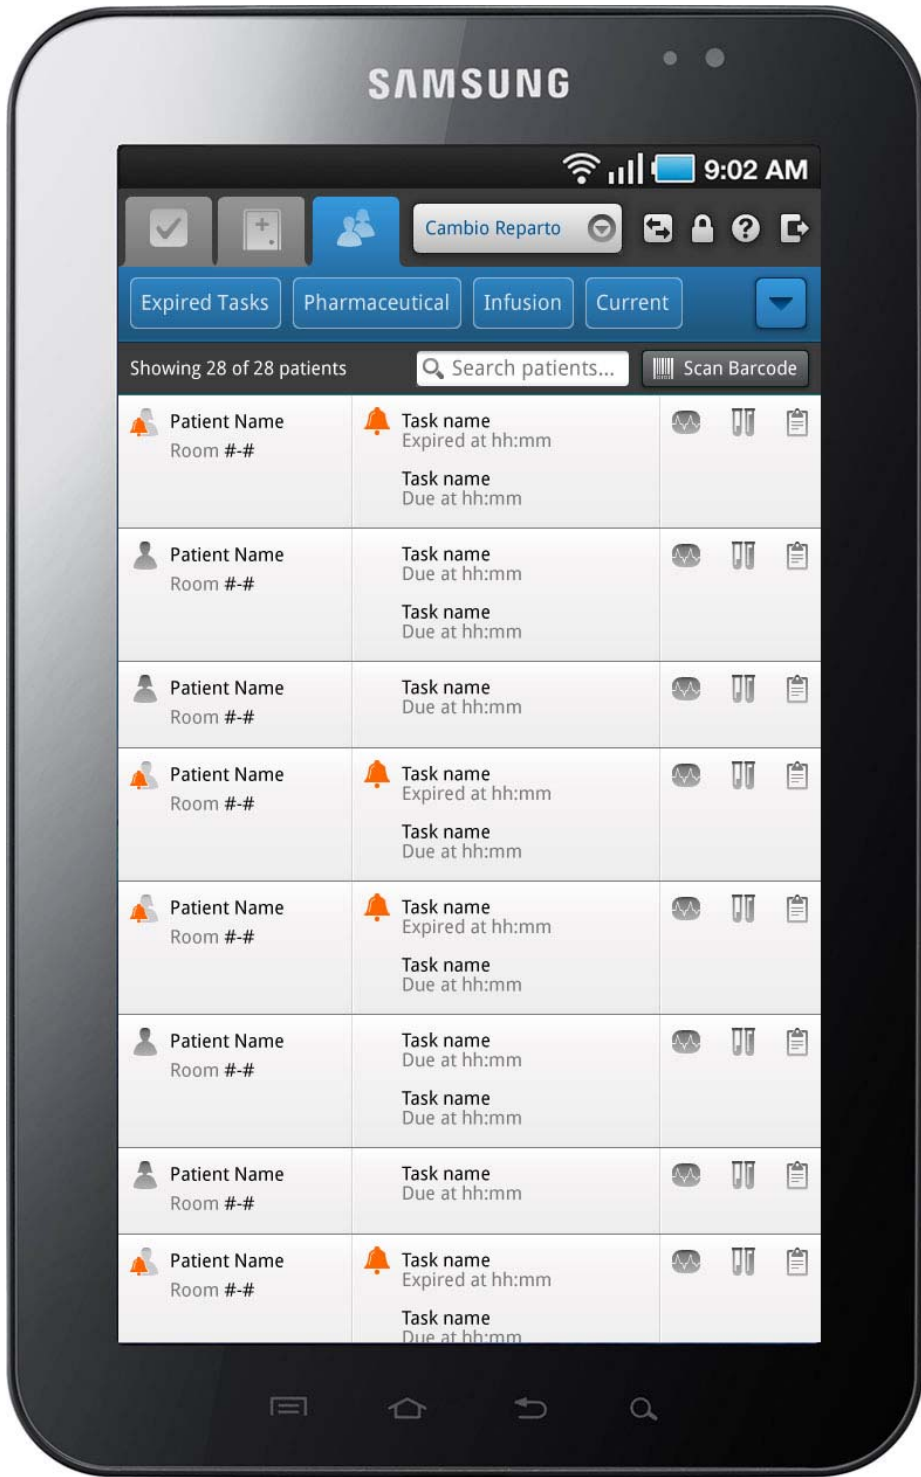 SAMSUNG
9:02 AM
Cambio Reparto
Expired Tasks Pharmaceutical Infusion Current
Showing 28 of 28 patients Search patients... Scan Barcode
Patient Name Task name
Room #-# Expired at hh:mm
Task name
Due at hh:mm
Patient Name Task name
Room #-# Due at hh:mm
Task name
Due at hh:mm
Patient Name Task name
Room #-# Due at hh:mm
Patient Name Task name
Room #-# Expired at hh:mm
Task name
Due at hh:mm
Patient Name Task name
Room #-# Expired at hh:mm
Task name
Due at hh:mm
Patient Name Task name
Room #-# Due at hh:mm
Task name
Due at hh:mm
Patient Name Task name
Room #-# Due at hh:mm
Patient Name Task name
Room #-# Expired at hh:mm
Task name
Due at hh:mm